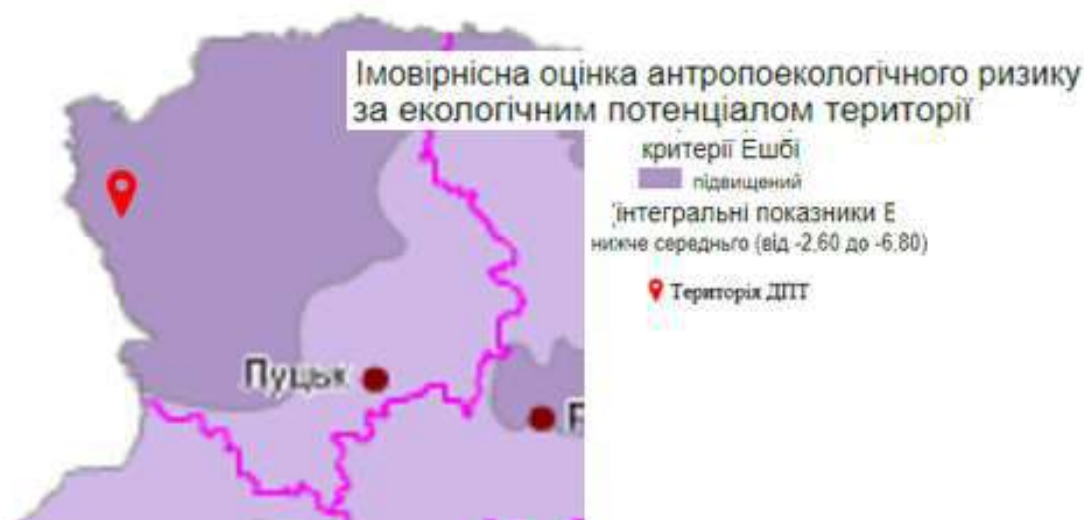 Імовірнісна оцінка антропоекологічного ризику
за екологічним потенціалом території
критерії Ешбі
підвищений
інтегральні показники Е
нижче середнього (від -2,60 до -6,80)
Територія ДПТ
Луцьк
Р